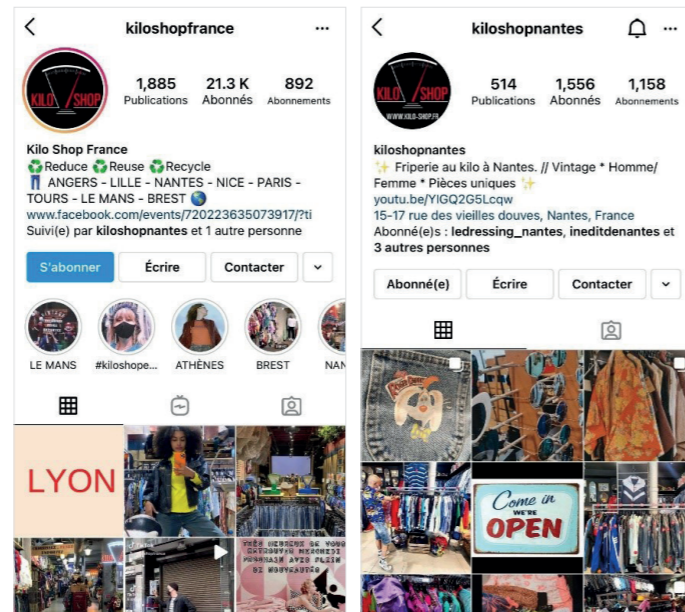 kiloshopfrance
KILO SHOP
1,885 21.3 K 892
Publications Abonnés Abonnements
Kilo Shop France
♻️Reduce ♻️Reuse ♻️Recycle
👖 ANGERS - LILLE - NANTES - NICE - PARIS -
TOURS - LE MANS - BREST 🌎
www.facebook.com/events/720223635073917/?ti
Suivi(e) par kiloshopnantes et 1 autre personne
S'abonner Écrire Contacter
LE MANS #kiloshope... ATHÈNES BREST NAN
LYON
kiloshopnantes
KILO SHOP
WWW.KILO-SHOP.FR
514 1,556 1,158
Publications Abonnés Abonnements
kiloshopnantes
✨ Friperie au kilo à Nantes. // Vintage * Homme/
Femme * Pièces uniques ✨
youtu.be/YIGQ2G5Lcqw
15-17 rue des vieilles douves, Nantes, France
Abonné(e)s : ledressing_nantes, ineditdenantes et
3 autres personnes
Abonné(e) Écrire Contacter
Come in
WE'RE
OPEN